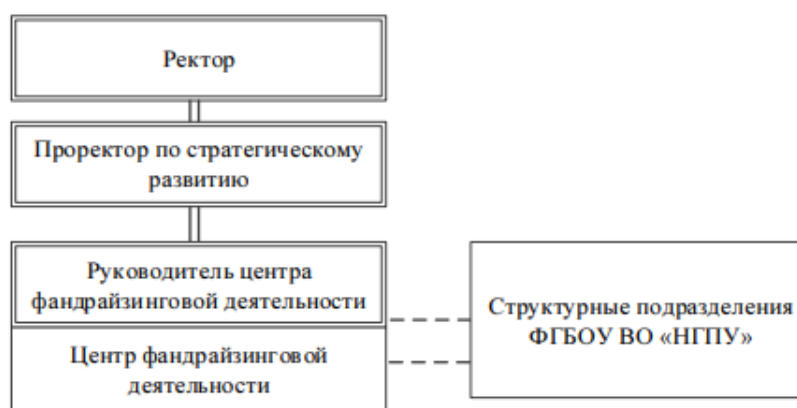 Ректор
Проректор по стратегическому
развитию
Руководитель центра
фандрайзинговой деятельности
Центр фандрайзинговой
деятельности
Структурные подразделения
ФГБОУ ВО «НГПУ»